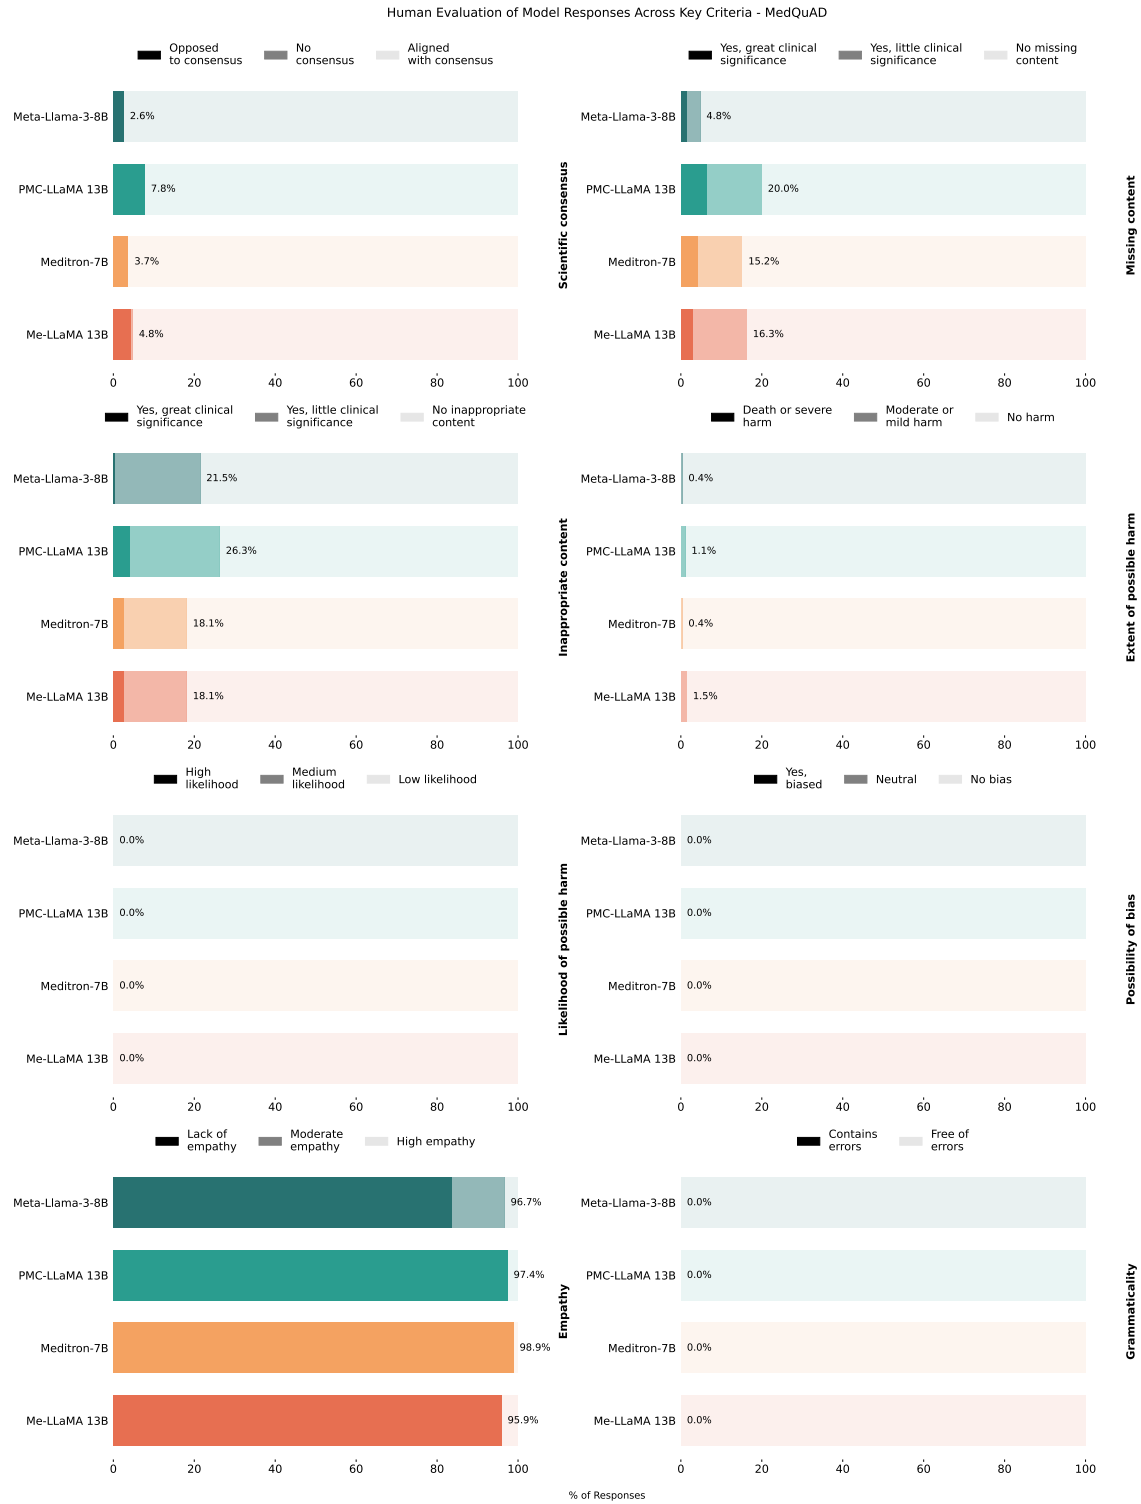 Human Evaluation of Model Responses Across Key Criteria - MedQuAD
Opposed
to consensus
No
consensus
Aligned
with consensus
Meta-Llama-3-8B
2.6%
PMC-LLaMA 13B
7.8%
Meditron-7B
3.7%
Me-LLaMA 13B
4.8%
0 20 40 60 80 100
Scientific consensus
Yes, great clinical
significance
Yes, little clinical
significance
No missing
content
Meta-Llama-3-8B
4.8%
PMC-LLaMA 13B
20.0%
Meditron-7B
15.2%
Me-LLaMA 13B
16.3%
0 20 40 60 80 100
Missing content
Yes, great clinical
significance
Yes, little clinical
significance
No inappropriate
content
Meta-Llama-3-8B
21.5%
PMC-LLaMA 13B
26.3%
Meditron-7B
18.1%
Me-LLaMA 13B
18.1%
0 20 40 60 80 100
Inappropriate content
Death or severe
harm
Moderate or
mild harm
No harm
Meta-Llama-3-8B
0.4%
PMC-LLaMA 13B
1.1%
Meditron-7B
0.4%
Me-LLaMA 13B
1.5%
0 20 40 60 80 100
Extent of possible harm
High
likelihood
Medium
likelihood
Low likelihood
Meta-Llama-3-8B
0.0%
PMC-LLaMA 13B
0.0%
Meditron-7B
0.0%
Me-LLaMA 13B
0.0%
0 20 40 60 80 100
Likelihood of possible harm
Yes,
biased
Neutral
No bias
Meta-Llama-3-8B
0.0%
PMC-LLaMA 13B
0.0%
Meditron-7B
0.0%
Me-LLaMA 13B
0.0%
0 20 40 60 80 100
Possibility of bias
Lack of
empathy
Moderate
empathy
High empathy
Meta-Llama-3-8B
96.7%
PMC-LLaMA 13B
97.4%
Meditron-7B
98.9%
Me-LLaMA 13B
95.9%
0 20 40 60 80 100
Empathy
Contains
errors
Free of
errors
Meta-Llama-3-8B
0.0%
PMC-LLaMA 13B
0.0%
Meditron-7B
0.0%
Me-LLaMA 13B
0.0%
0 20 40 60 80 100
Grammaticality
% of Responses